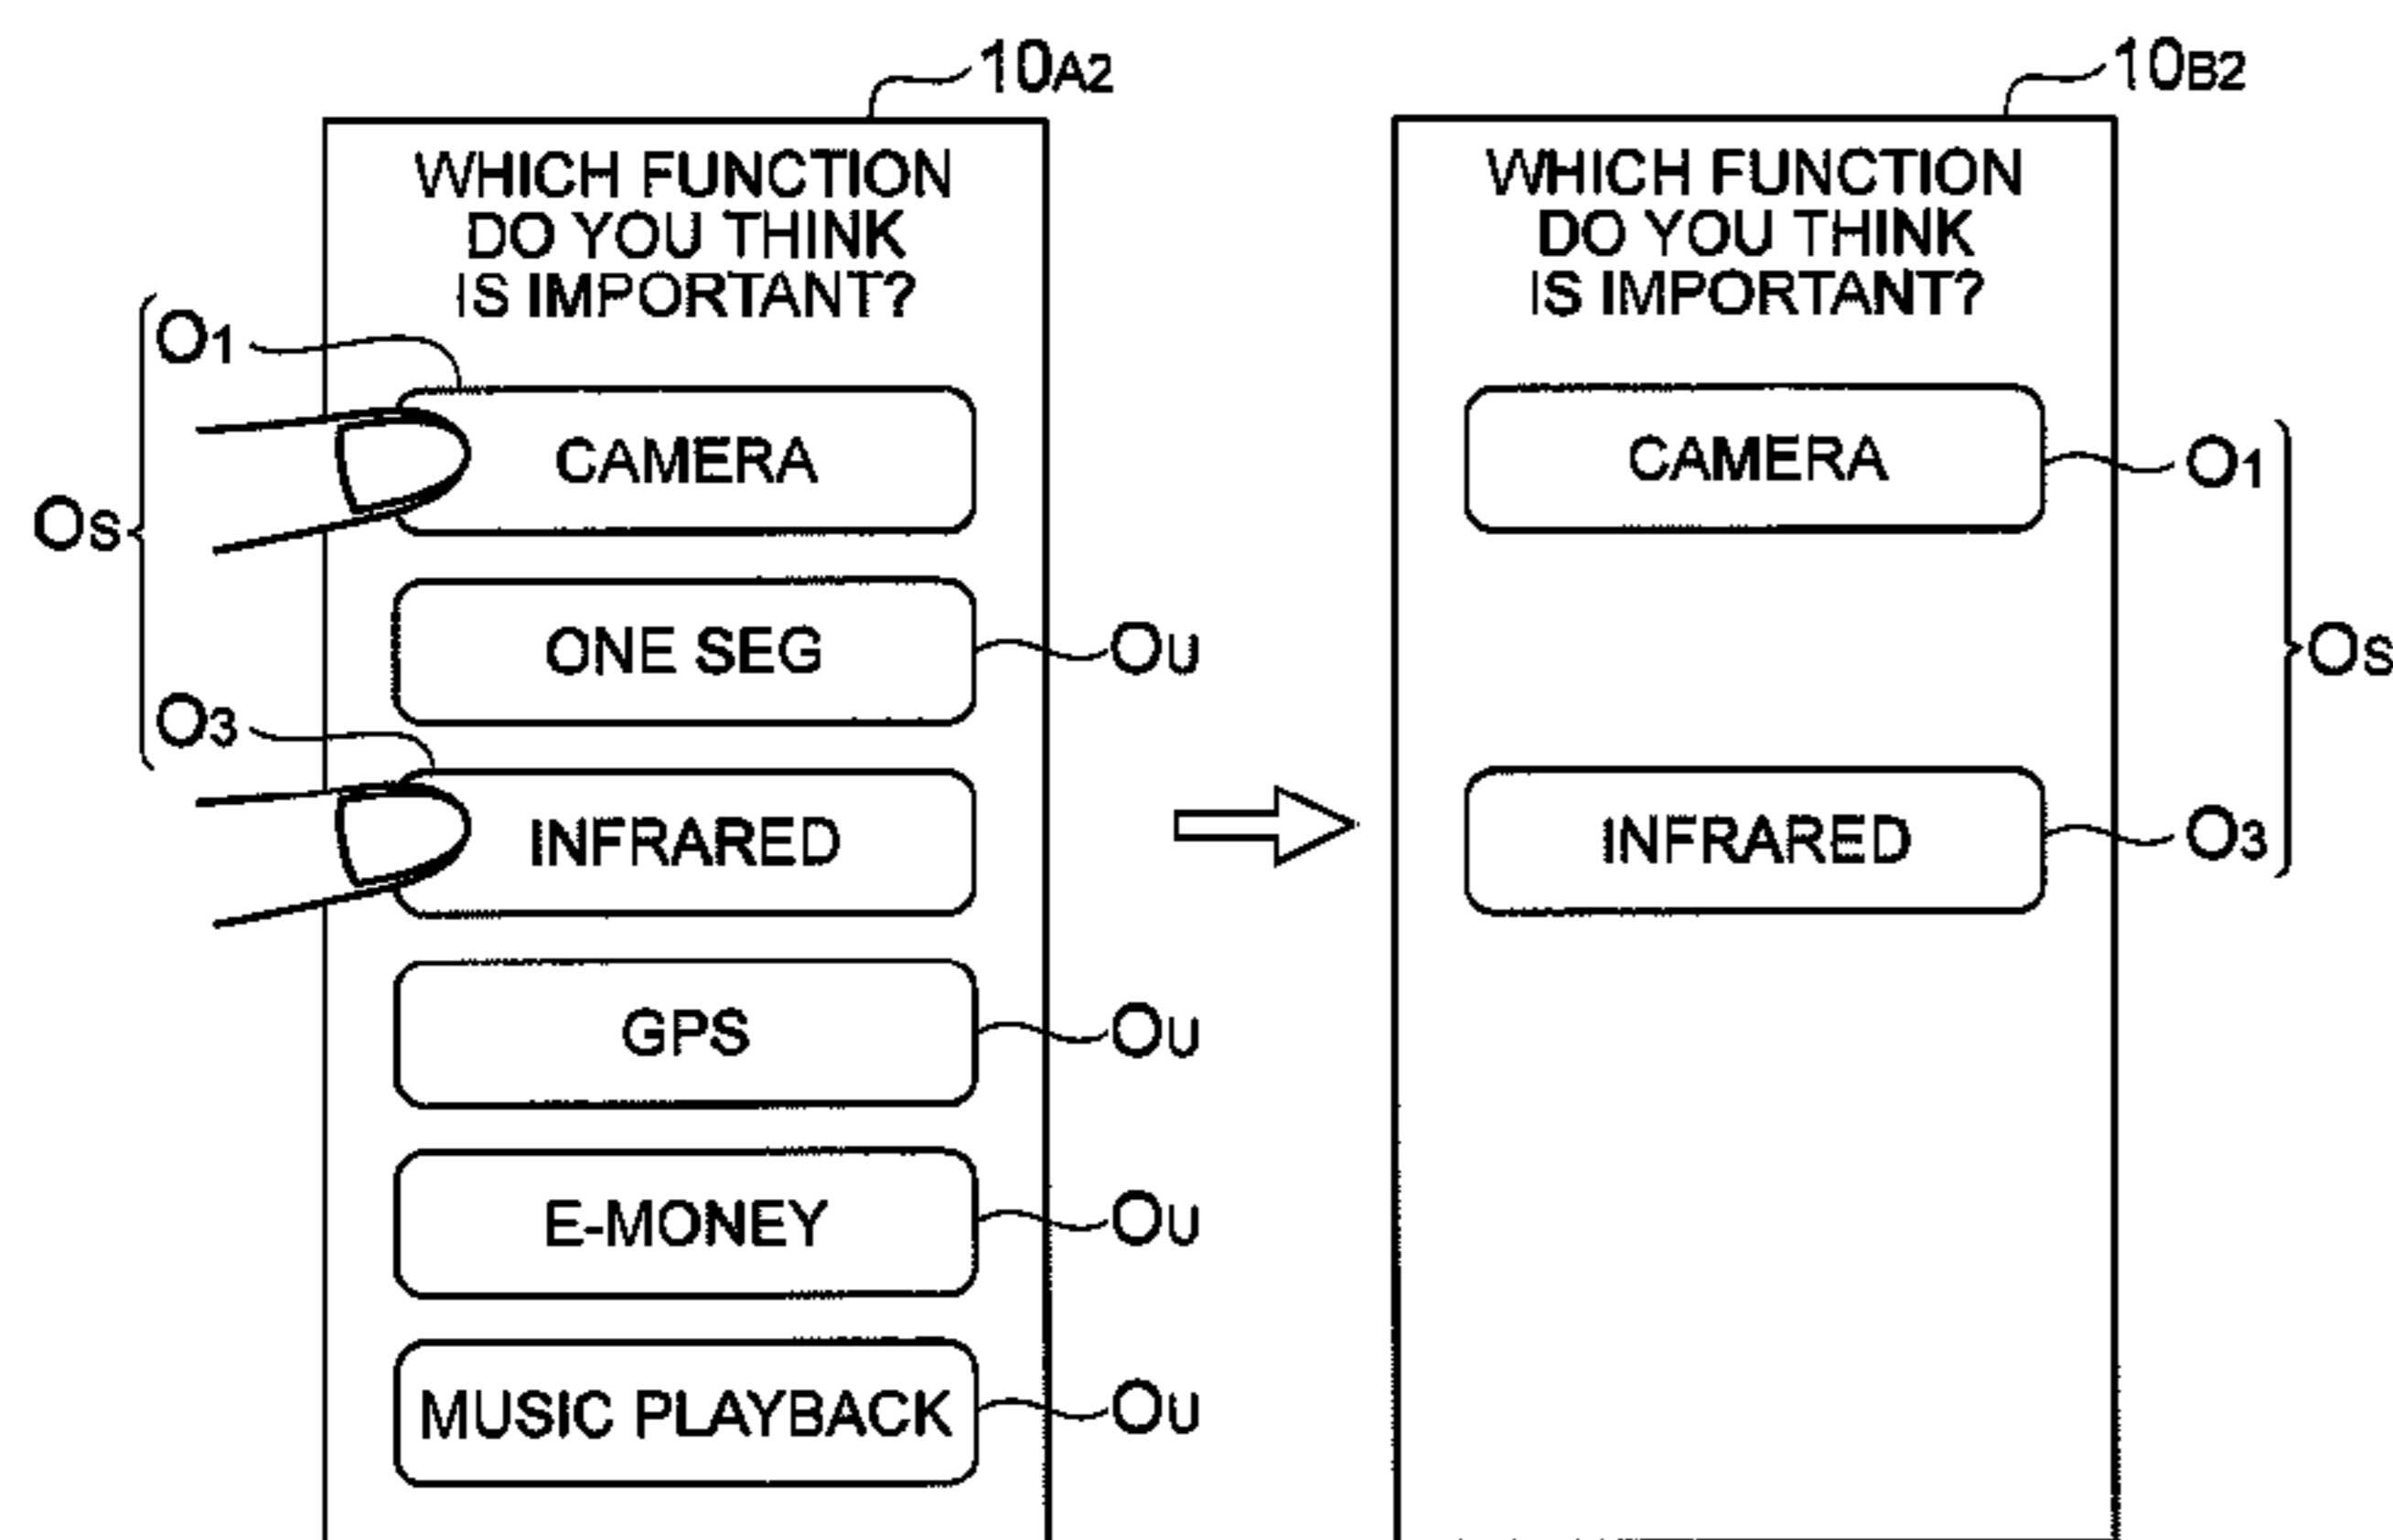 10A2
WHICH FUNCTION
DO YOU THINK
IS IMPORTANT?
O1
CAMERA
OS
ONE SEG
OU
O3
INFRARED
GPS
OU
E-MONEY
OU
MUSIC PLAYBACK
OU
10B2
WHICH FUNCTION
DO YOU THINK
IS IMPORTANT?
CAMERA
O1
OS
INFRARED
O3